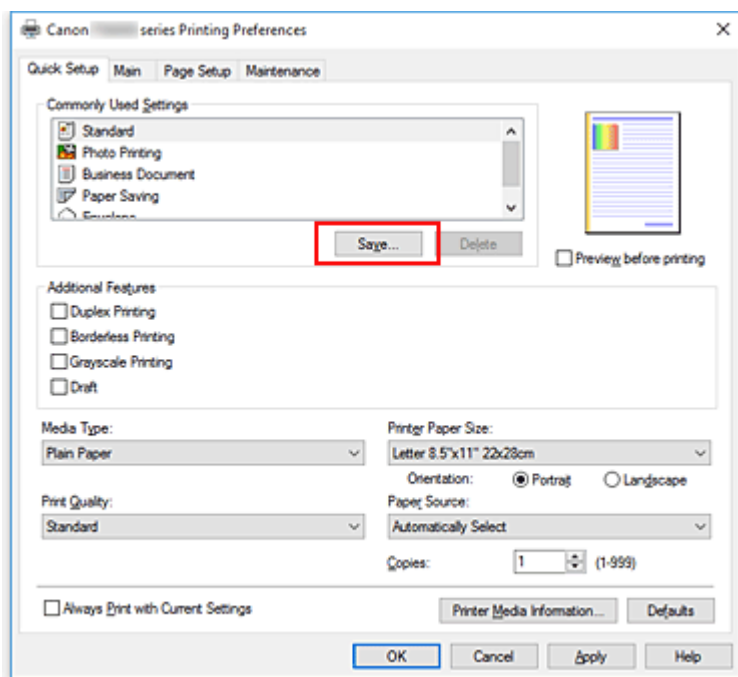 Canon series Printing Preferences
Quick Setup Main Page Setup Maintenance
Commonly Used Settings
Standard
Photo Printing
Business Document
Paper Saving
Envelope
Save... Delete
Preview before printing
Additional Features
Duplex Printing
Borderless Printing
Grayscale Printing
Draft
Media Type: Printer Paper Size:
Plain Paper Letter 8.5"x11" 22x28cm
Orientation: Portrait Landscape
Print Quality: Paper Source:
Standard Automatically Select
Copies: 1 (1-999)
Always Print with Current Settings Printer Media Information... Defaults
OK Cancel Apply Help